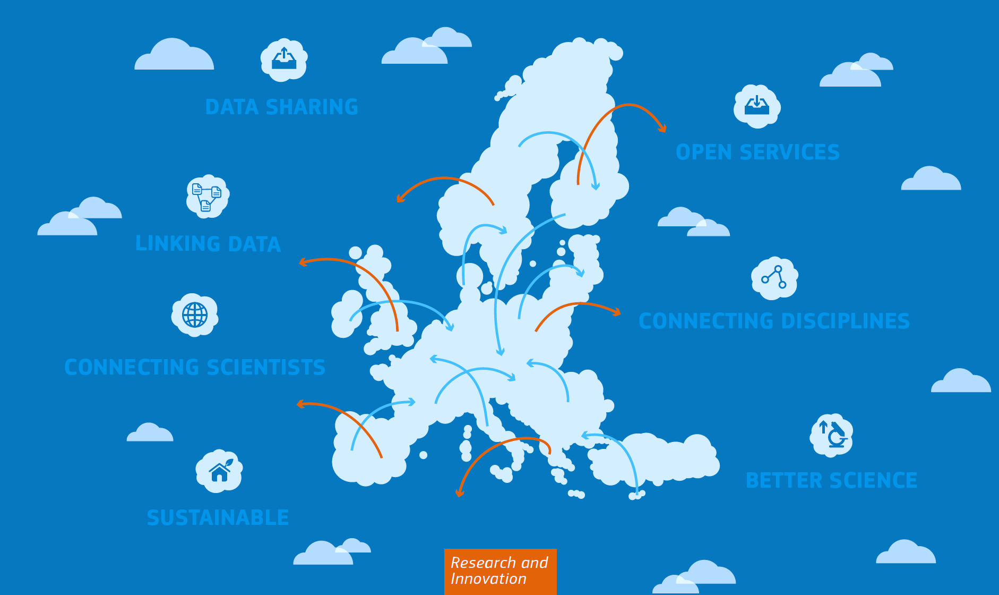 DATA SHARING
OPEN SERVICES
LINKING DATA
CONNECTING DISCIPLINES
CONNECTING SCIENTISTS
BETTER SCIENCE
SUSTAINABLE
Research and
Innovation